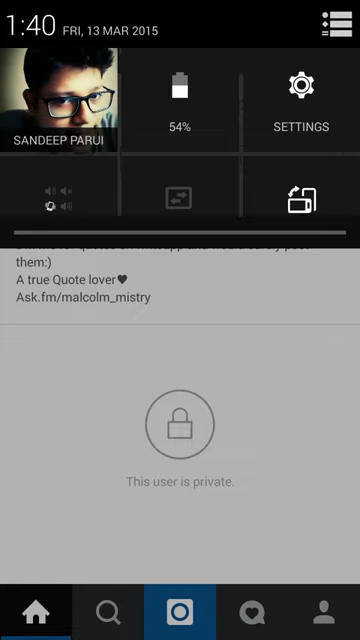 1:40 FRI, 13 MAR 2015
SANDEEP PARUI
54%
SETTINGS
them:)
A true Quote lover♥
Ask.fm/malcolm_mistry
This user is private.